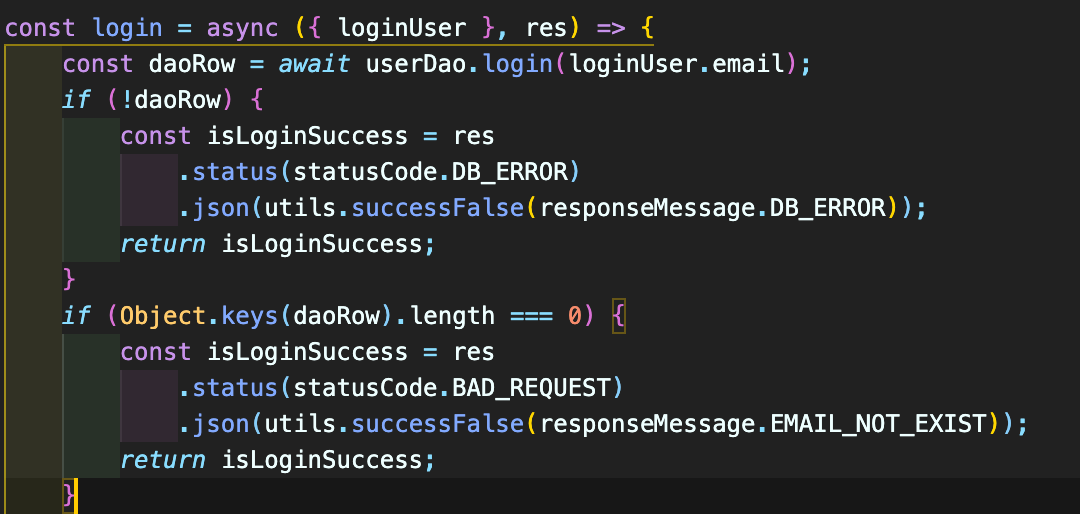 const login = async ({ loginUser }, res) => {
    const daoRow = await userDao.login(loginUser.email);
    if (!daoRow) {
        const isLoginSuccess = res
            .status(statusCode.DB_ERROR)
            .json(utils.successFalse(responseMessage.DB_ERROR));
        return isLoginSuccess;
    }
    if (Object.keys(daoRow).length === 0) {
        const isLoginSuccess = res
            .status(statusCode.BAD_REQUEST)
            .json(utils.successFalse(responseMessage.EMAIL_NOT_EXIST));
        return isLoginSuccess;
    }